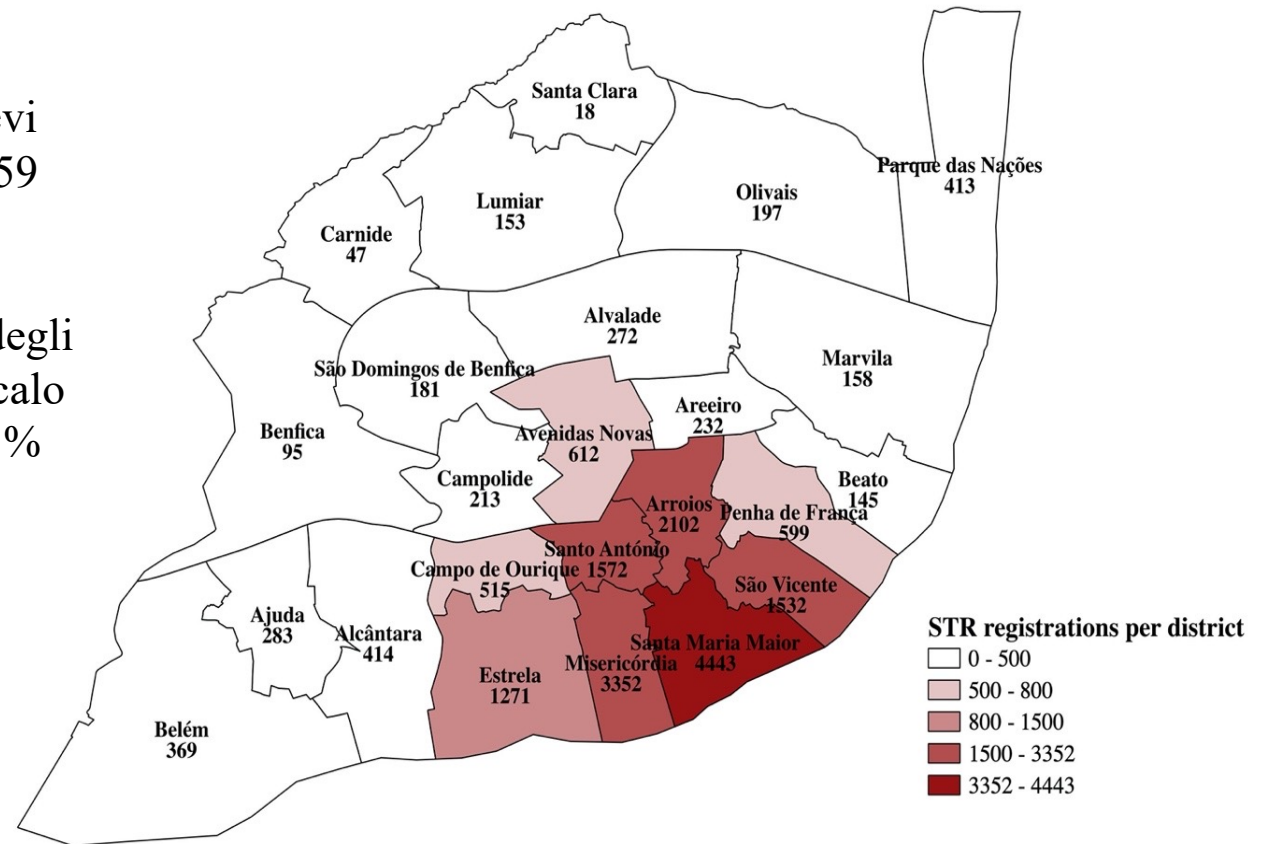 evi
59
degli
calo
%
Santa Clara
18
Parque das Nações
413
Olivais
197
Lumiar
153
Carnide
47
Alvalade
272
São Domingos de Benfica
181
Marvila
158
Areeiro
232
Benfica
95
Avenidas Novas
612
Campolide
213
Beato
145
Arroios
2102
Penha de França
599
Santo António
1572
Campo de Ourique
515
São Vicente
1532
Ajuda
283
Alcântara
414
Santa Maria Maior
4443
Misericórdia
3352
Estrela
1271
Belém
369
STR registrations per district
0 - 500
500 - 800
800 - 1500
1500 - 3352
3352 - 4443